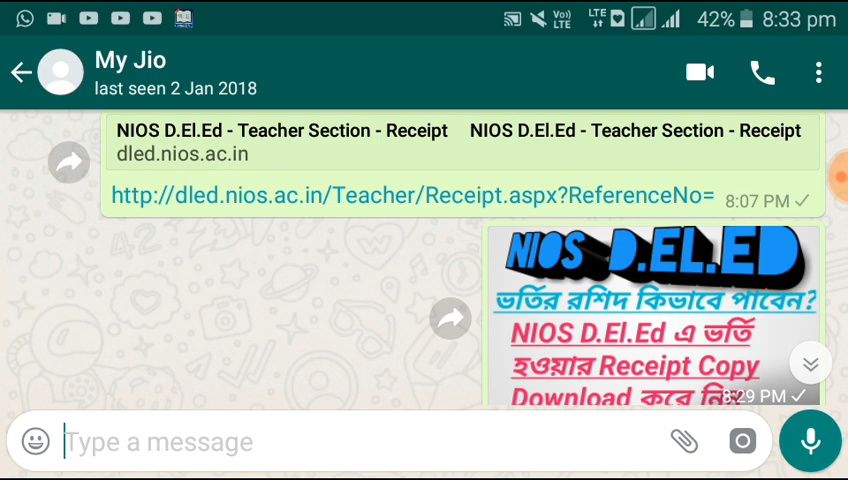 42% 8:33 pm
My Jio
last seen 2 Jan 2018
NIOS D.El.Ed - Teacher Section - Receipt NIOS D.El.Ed - Teacher Section - Receipt
dled.nios.ac.in
http://dled.nios.ac.in/Teacher/Receipt.aspx?ReferenceNo= 8:07 PM
NIOS D.EL.ED
ভর্তির রশিদ কিভাবে পাবেন?
NIOS D.El.Ed এ ভর্তি
হওয়ার Receipt Copy
Download করে
8:29 PM
Type a message